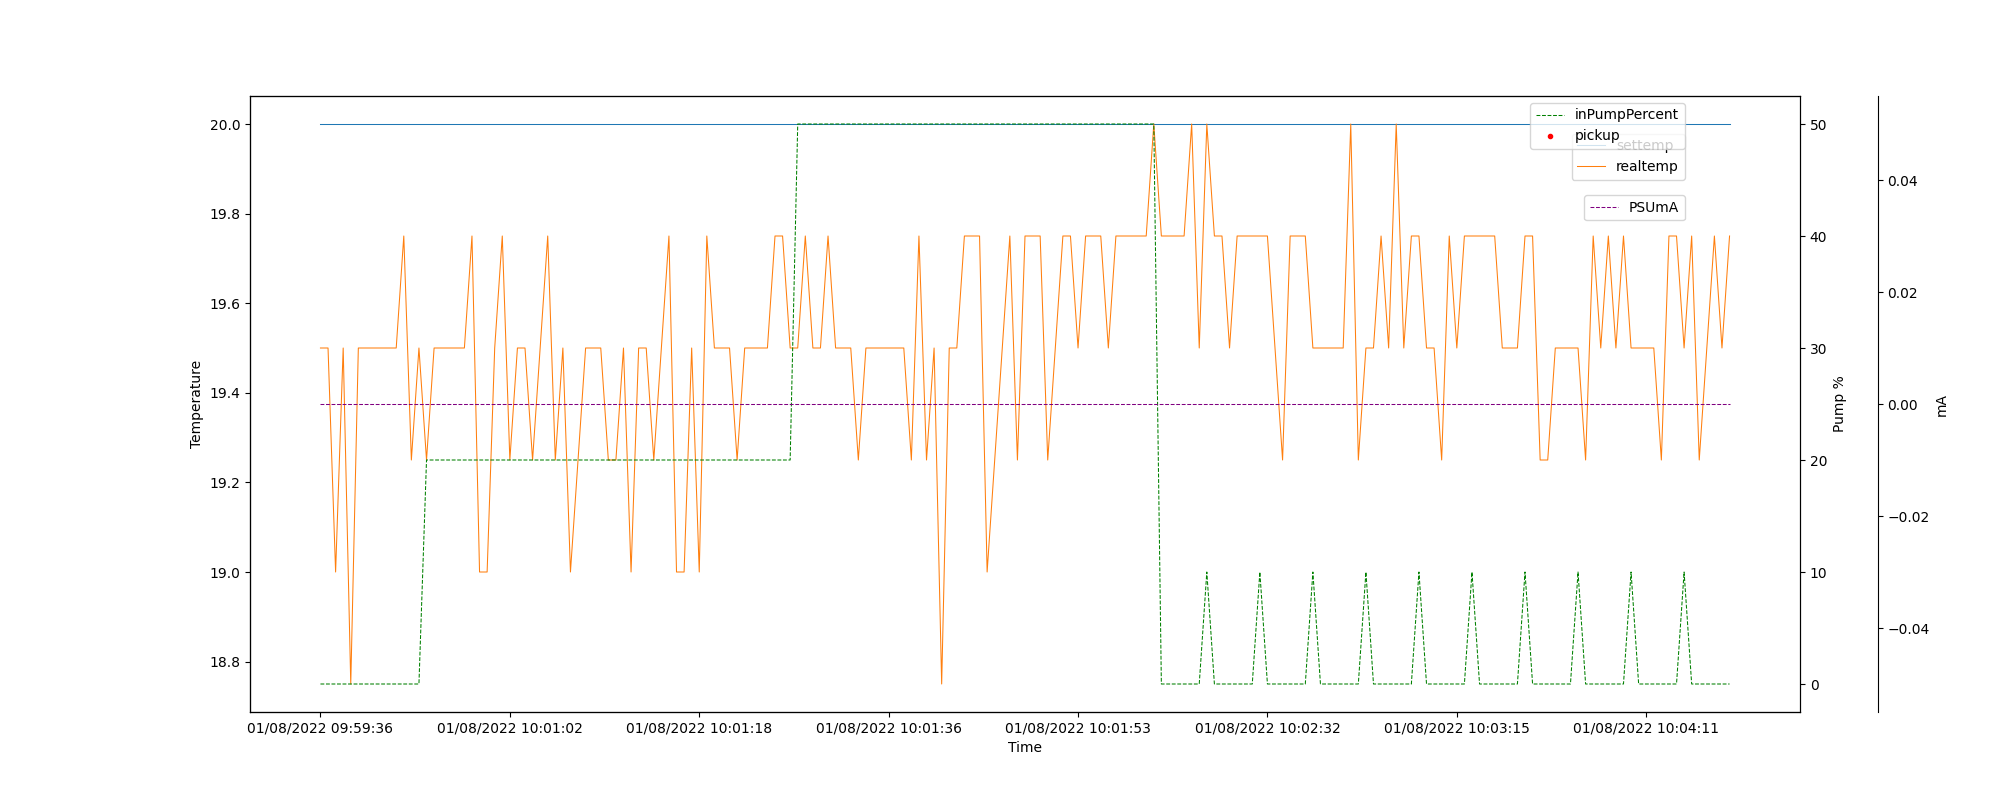 inPumpPercent
pickup
settemp
realtemp
PSUmA
20.0
19.8
19.6
19.4
19.2
19.0
18.8
Temperature
50
40
30
20
10
0
Pump %
0.04
0.02
0.00
−0.02
−0.04
mA
01/08/2022 09:59:36
01/08/2022 10:01:02
01/08/2022 10:01:18
01/08/2022 10:01:36
01/08/2022 10:01:53
01/08/2022 10:02:32
01/08/2022 10:03:15
01/08/2022 10:04:11
Time